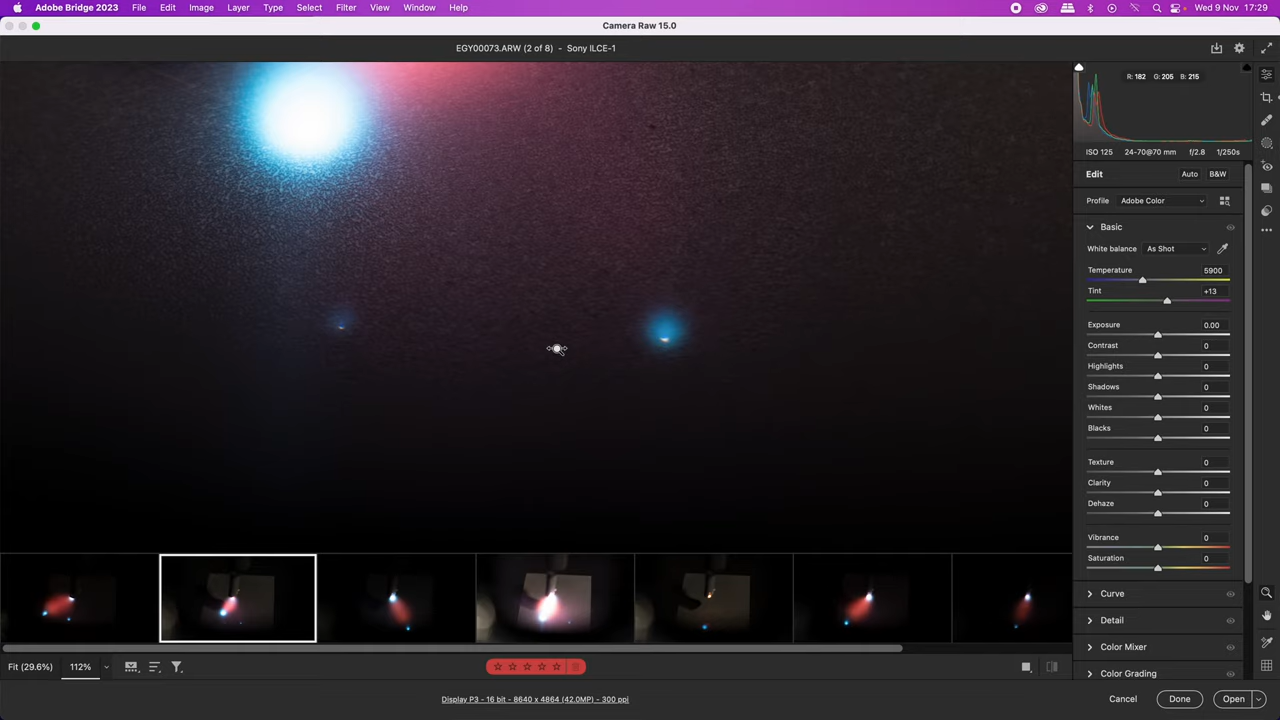 Adobe Bridge 2023 File Edit Image Layer Type Select Filter View Window Help Wed 9 Nov 17:29
Camera Raw 15.0
EGY00073.ARW (2 of 8) - Sony ILCE-1
R: 182 G: 205 B: 215
ISO 125 24-70@70 mm f/2.8 1/250s
Edit Auto B&W
Profile Adobe Color
Basic
White balance As Shot
Temperature 5900
Tint +13
Exposure 0.00
Contrast 0
Highlights 0
Shadows 0
Whites 0
Blacks 0
Texture 0
Clarity 0
Dehaze 0
Vibrance 0
Saturation 0
Curve
Detail
Color Mixer
Color Grading
Fit (29.6%) 112%
Display P3 - 16 bit - 8640 x 4864 (42.0MP) - 300 ppi
Cancel Done Open